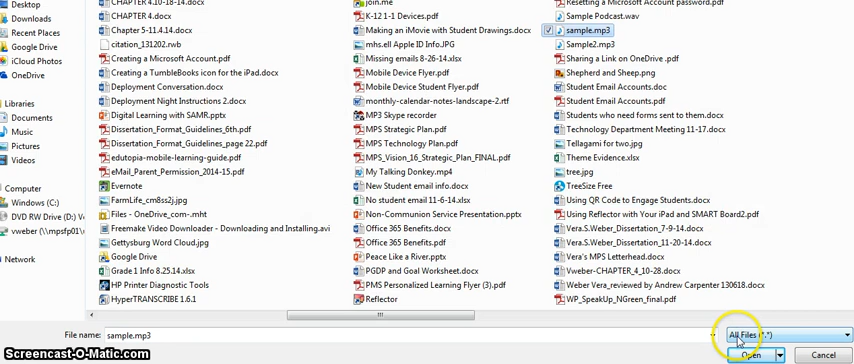 Desktop
Downloads
Recent Places
Google Drive
iCloud Photos
OneDrive
Libraries
Documents
Music
Pictures
Videos
Computer
Windows (C:)
DVD RW Drive (D:) V
vweber (\\mpsfp01)
Network
CHAPTER 4.10-18-14.docx
CHAPTER 4.docx
Chapter 5-11.4.14.docx
citation_131202.rwb
Creating a Microsoft Account.pdf
Creating a TumbleBooks icon for the iPad.docx
Deployment Conversation.docx
Deployment Night Instructions 2.docx
Digital Learning with SAMR.pptx
Dissertation_Format_Guidelines_6th.pdf
Dissertation_Format_Guidelines_page 22.pdf
edutopia-mobile-learning-guide.pdf
eMail_Parent_Permission_2014-15.pdf
Evernote
FarmLife_cm8ss2j.jpg
Files - OneDrive_com-.mht
Freemake Video Downloader - Downloading and Installing.avi
Gettysburg Word Cloud.jpg
Google Drive
Grade 1 Info 8.25.14.xlsx
HP Printer Diagnostic Tools
HyperTRANSCRIBE 1.6.1
join.me
K-12 1-1 Devices.pdf
Making an iMovie with Student Drawings.docx
mhs.ell Apple ID Info.JPG
Missing emails 8-26-14.xlsx
Mobile Device Flyer.pdf
Mobile Device Student Flyer.pdf
monthly-calendar-notes-landscape-2.rtf
MP3 Skype recorder
MPS Strategic Plan.pdf
MPS Technology Plan.pdf
MPS_Vision_16_Strategic_Plan_FINAL.pdf
My Talking Donkey.mp4
New Student email info.docx
No student email 11-6-14.xlsx
Non-Communion Service Presentation.pptx
Office 365 Benefits.docx
Office 365 Benefits.pdf
Peace Like a River.pptx
PGDP and Goal Worksheet.docx
PMS Personalized Learning Flyer (3).pdf
Reflector
Resetting a Microsoft Account password.pdf
Sample Podcast.wav
sample.mp3
Sample2.mp3
Sharing a Link on OneDrive .pdf
Shepherd and Sheep.png
Student Email Accounts.doc
Student Email Accounts.pdf
Students who need forms sent to them.docx
Technology Department Meeting 11-17.docx
Tellagami for two.jpg
Theme Evidence.xlsx
tree.jpg
TreeSize Free
Using QR Code to Engage Students.docx
Using Reflector with Your iPad and SMART Board2.pdf
Vera.S.Weber_Dissertation_7-9-14.docx
Vera.S.Weber_Dissertation_11-20-14.docx
Vera's MPS Letterhead.docx
Vweber-CHAPTER_4_10-28.docx
Weber Vera_reviewed by Andrew Carpenter 130618.docx
WP_SpeakUp_NGreen_final.pdf
File name: sample.mp3
All Files (*.*)
Open
Cancel
Screencast-O-Matic.com